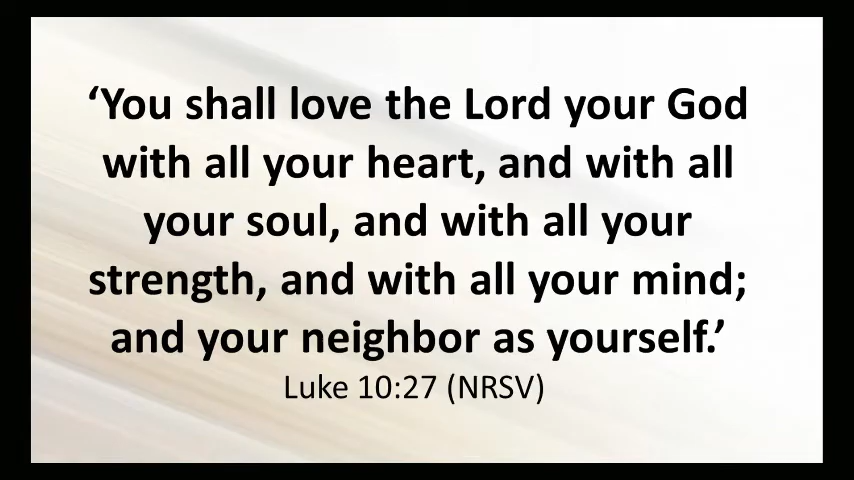 ‘You shall love the Lord your God
with all your heart, and with all
your soul, and with all your
strength, and with all your mind;
and your neighbor as yourself.’
Luke 10:27 (NRSV)